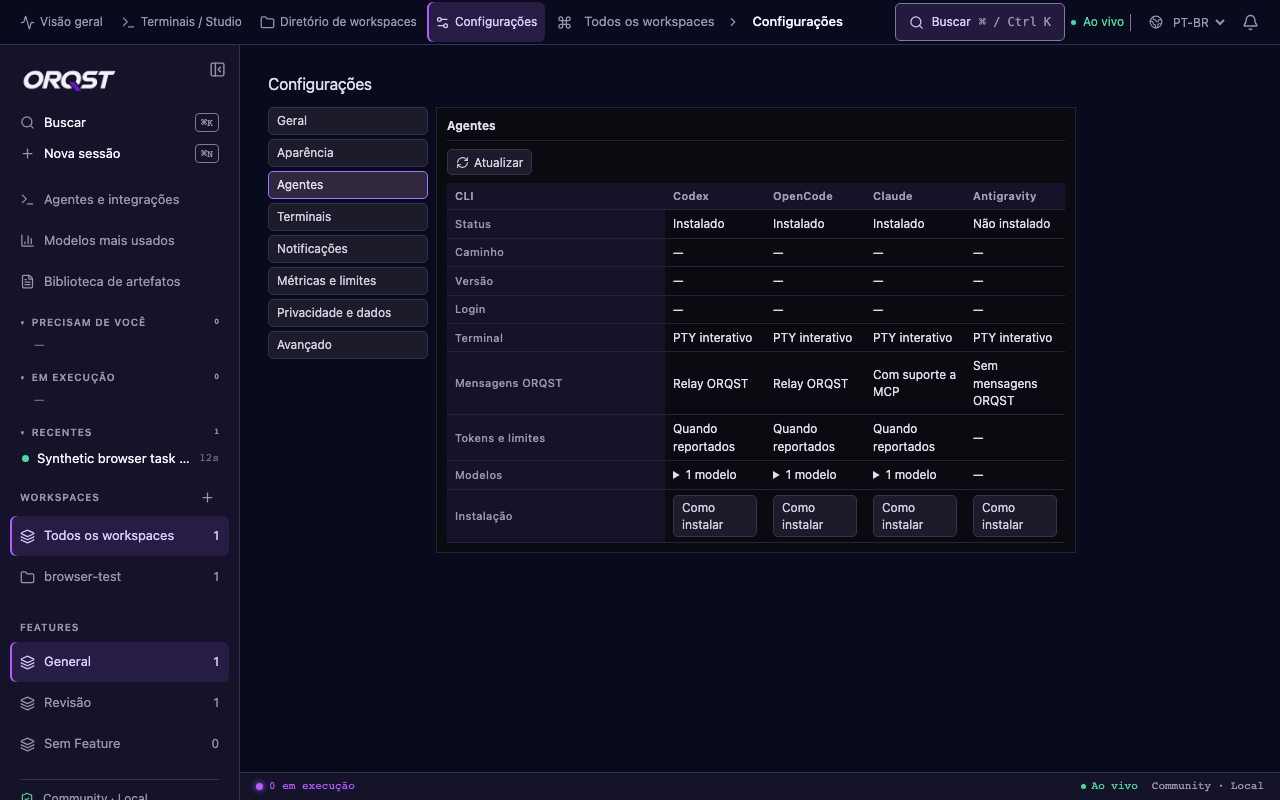 Visão geral
Terminais / Studio
Diretório de workspaces
Configurações
⌘ Todos os workspaces > Configurações
Buscar ⌘ / Ctrl K
Ao vivo
PT-BR
ORQST
Buscar ⌘K
Nova sessão ⌘N
Agentes e integrações
Modelos mais usados
Biblioteca de artefatos
PRECISAM DE VOCÊ 0
—
EM EXECUÇÃO 0
—
RECENTES 1
Synthetic browser task ... 12s
WORKSPACES +
Todos os workspaces 1
browser-test 1
FEATURES
General 1
Revisão 1
Sem Feature 0
Community · Local
Configurações
Geral
Aparência
Agentes
Terminais
Notificações
Métricas e limites
Privacidade e dados
Avançado
Agentes
Atualizar
CLI Codex OpenCode Claude Antigravity
Status Instalado Instalado Instalado Não instalado
Caminho — — — —
Versão — — — —
Login — — — —
Terminal PTY interativo PTY interativo PTY interativo PTY interativo
Mensagens ORQST Relay ORQST Relay ORQST Com suporte a MCP Sem mensagens ORQST
Tokens e limites Quando reportados Quando reportados Quando reportados —
Modelos 1 modelo 1 modelo 1 modelo —
Instalação Como instalar Como instalar Como instalar Como instalar
0 em execução
Ao vivo Community · Local